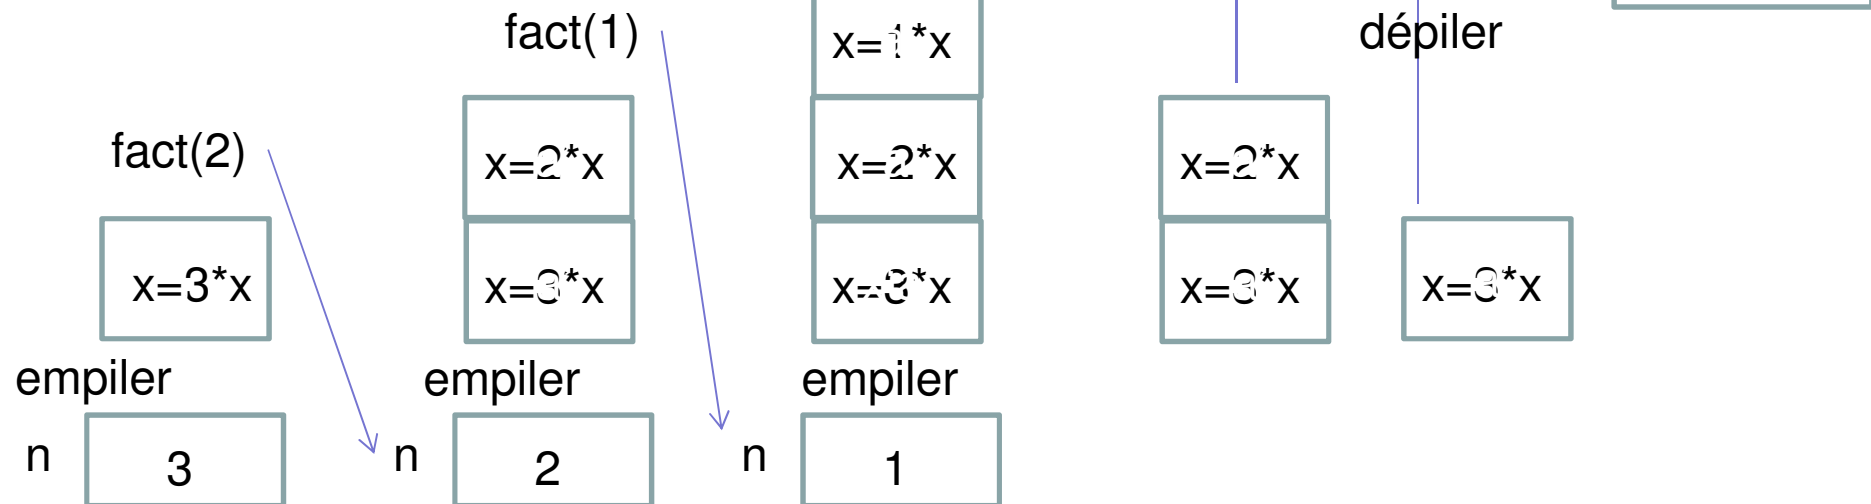 fact(1)
x=1*x
dépiler
fact(2)
x=2*x
x=2*x
x=2*x
x=3*x
x=3*x
x=3*x
x=3*x
x=3*x
empiler
empiler
empiler
n
3
n
2
n
1